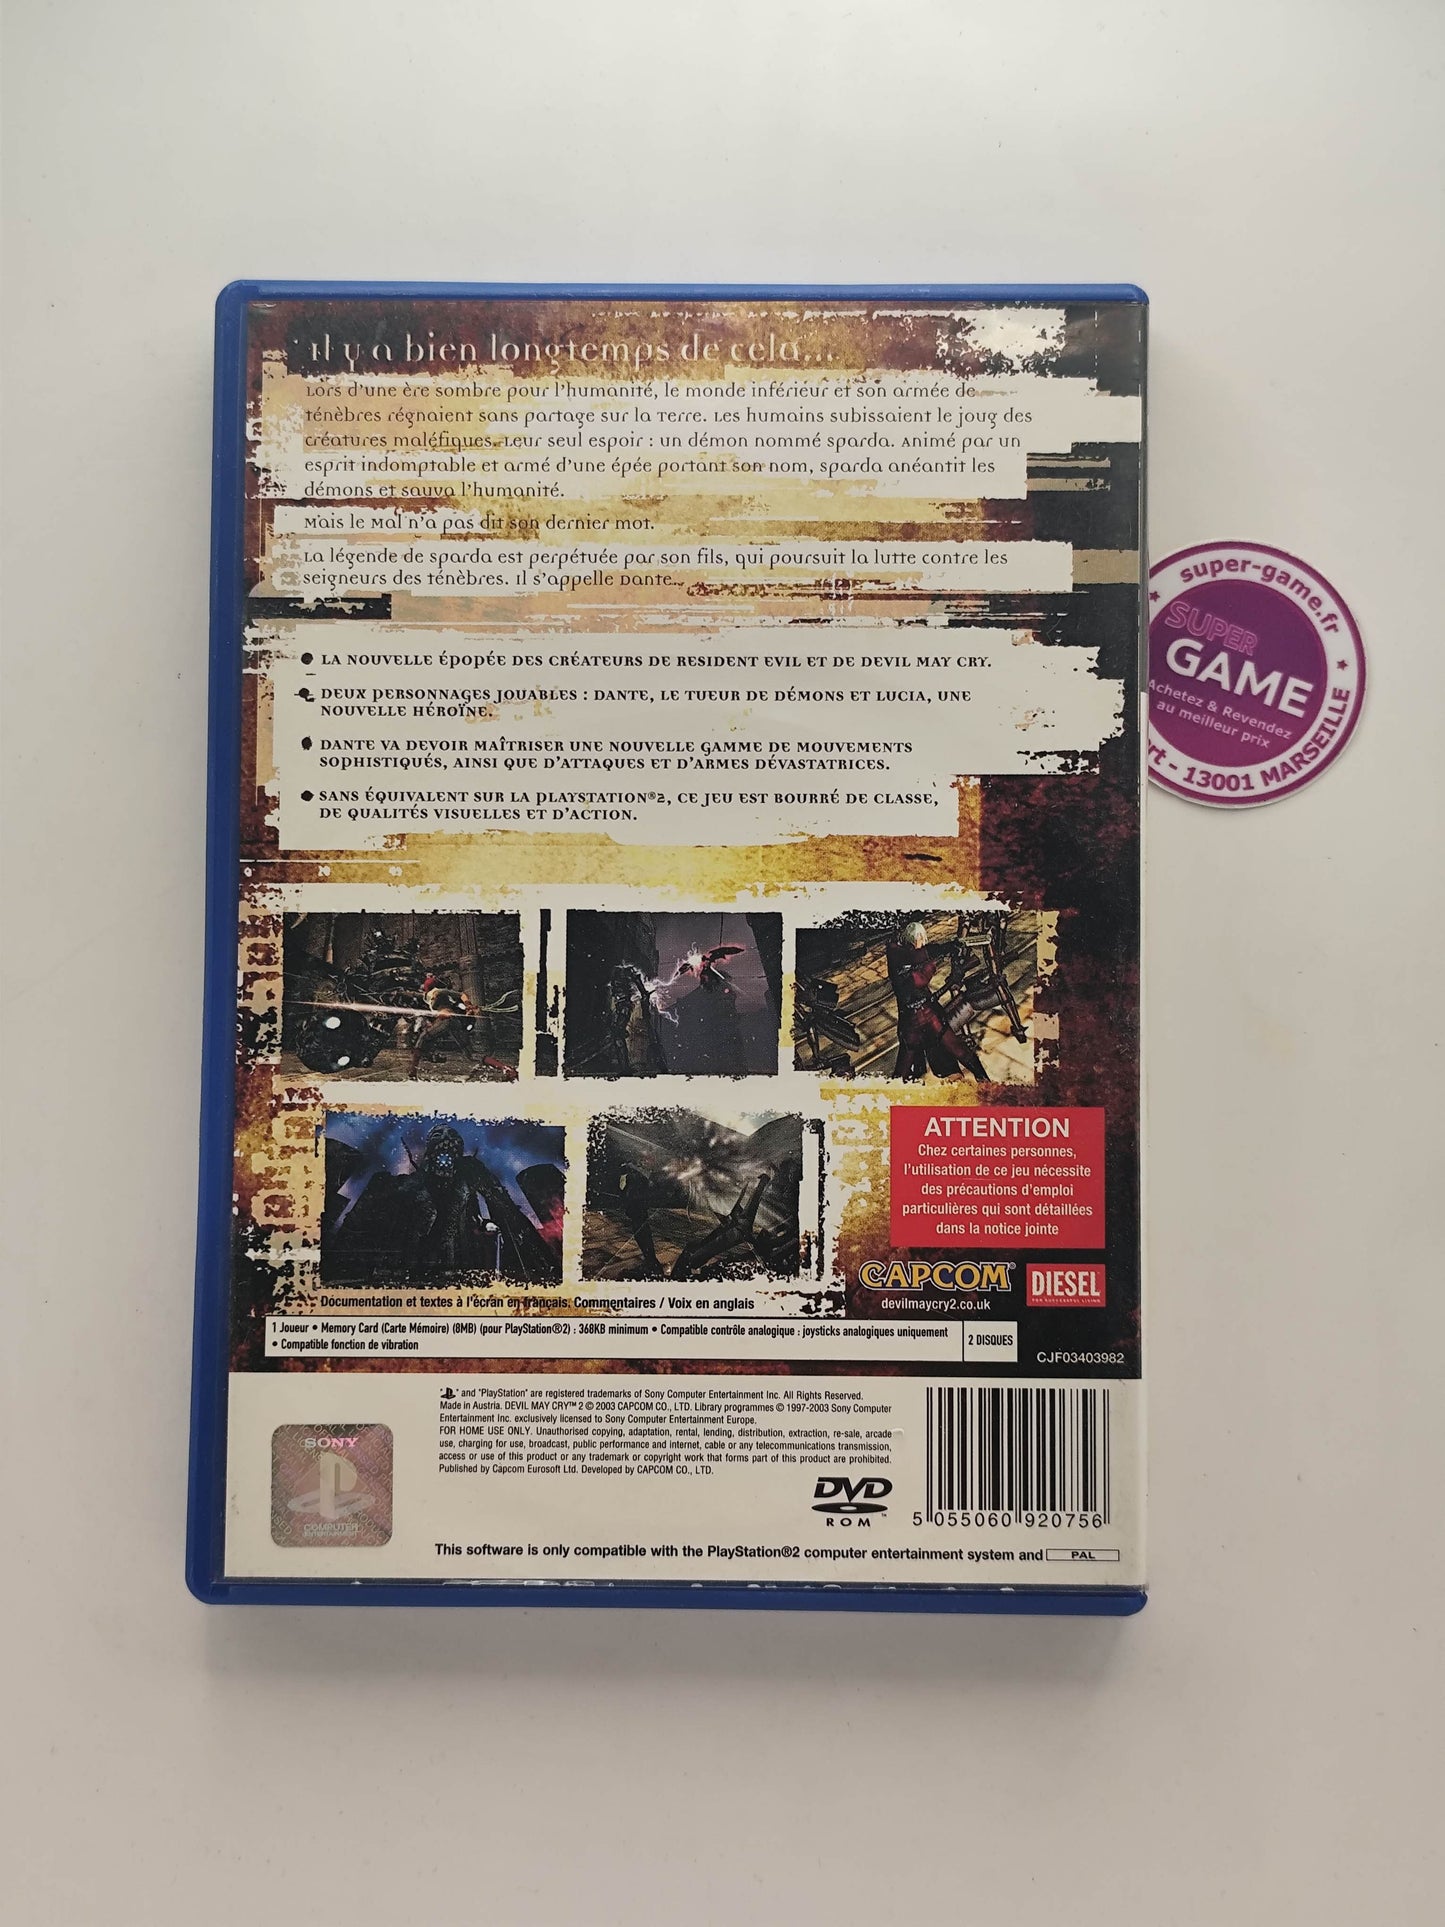 Il y a bien longtemps de cela...
Lors d'une ère sombre pour l'humanité, le monde inférieur et son armée de
ténèbres régnaient sans partage sur la Terre. Les humains subissaient le joug des
créatures maléfiques. Leur seul espoir : un démon nommé Sparda. Animé par un
esprit indomptable et armé d'une épée portant son nom, Sparda anéantit les
démons et sauva l'humanité.
Mais le Mal n'a pas dit son dernier mot.
La légende de Sparda est perpétuée par son fils, qui poursuit la lutte contre les
seigneurs des ténèbres. Il s'appelle Dante...
● LA NOUVELLE ÉPOPÉE DES CRÉATEURS DE RESIDENT EVIL ET DE DEVIL MAY CRY.
● DEUX PERSONNAGES JOUABLES : DANTE, LE TUEUR DE DÉMONS ET LUCIA, UNE
NOUVELLE HÉROÏNE.
● DANTE VA DEVOIR MAÎTRISER UNE NOUVELLE GAMME DE MOUVEMENTS
SOPHISTIQUÉS, AINSI QUE D'ATTAQUES ET D'ARMES DÉVASTATRICES.
● SANS ÉQUIVALENT SUR LA PLAYSTATION®2, CE JEU EST BOURRÉ DE CLASSE,
DE QUALITÉS VISUELLES ET D'ACTION.
super-game.fr
SUPER
GAME
Achetez & Revendez
au meilleur prix
rt - 13001 MARSEILLE
ATTENTION
Chez certaines personnes,
l'utilisation de ce jeu nécessite
des précautions d'emploi
particulières qui sont détaillées
dans la notice jointe
CAPCOM®
devilmaycry2.co.uk
DIESEL
FOR SUCCESSFUL LIVING
Documentation et textes à l'écran en français. Commentaires / Voix en anglais
1 Joueur • Memory Card (Carte Mémoire) (8MB) (pour PlayStation®2) : 368KB minimum • Compatible contrôle analogique : joysticks analogiques uniquement
• Compatible fonction de vibration
2 DISQUES
CJF03403982
" " and "PlayStation" are registered trademarks of Sony Computer Entertainment Inc. All Rights Reserved.
Made in Austria. DEVIL MAY CRY™ 2 © 2003 CAPCOM CO., LTD. Library programmes © 1997-2003 Sony Computer
Entertainment Inc. exclusively licensed to Sony Computer Entertainment Europe.
FOR HOME USE ONLY. Unauthorised copying, adaptation, rental, lending, distribution, extraction, re-sale, arcade
use, charging for use, broadcast, public performance and internet, cable or any telecommunications transmission,
access or use of this product or any trademark or copyright work that forms part of this product are prohibited.
Published by Capcom Eurosoft Ltd. Developed by CAPCOM CO., LTD.
SONY
COMPUTER
ENTERTAINMENT
DVD
ROM
5 055060 920756
This software is only compatible with the PlayStation®2 computer entertainment system and PAL